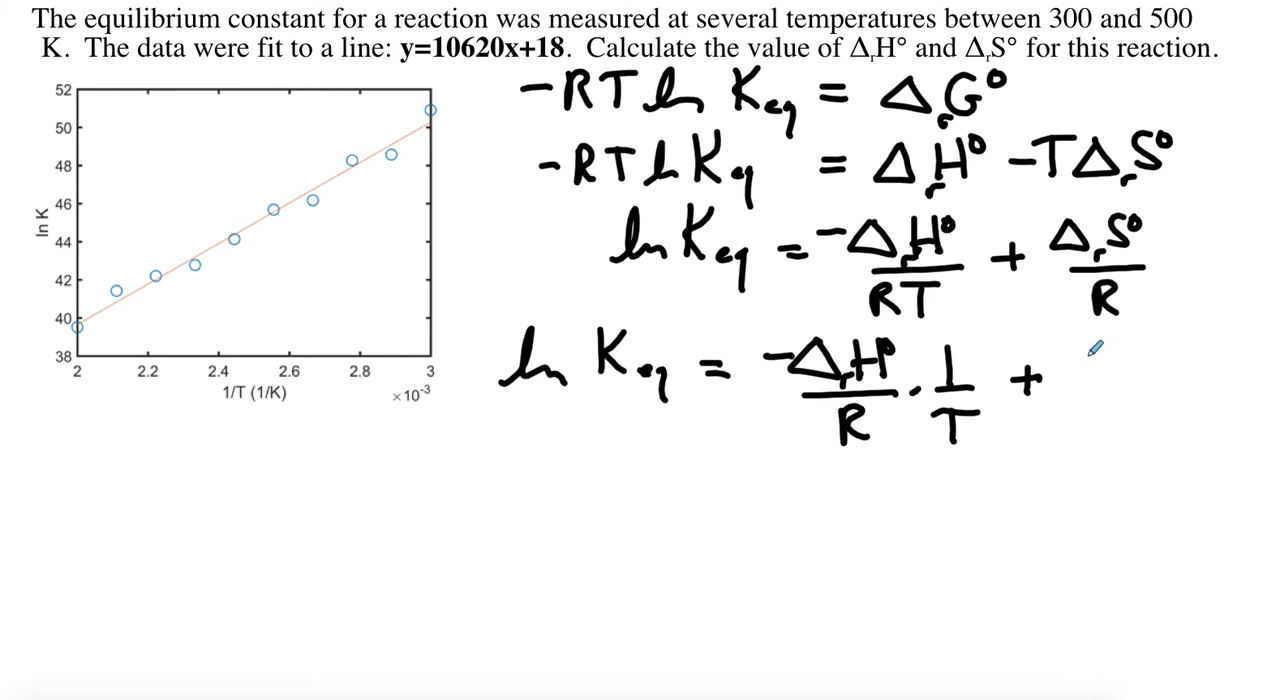 The equilibrium constant for a reaction was measured at several temperatures between 300 and 500
K. The data were fit to a line: y=10620x+18. Calculate the value of ΔrH° and ΔrS° for this reaction.
-RT ln Keq = ΔrG°
-RT ln Keq = ΔrH° -TΔrS°
ln Keq = -ΔrH°/RT + ΔrS°/R
ln Keq = -ΔrH°/R · 1/T +
52
50
48
46
44
42
40
38
ln K
2 2.2 2.4 2.6 2.8 3
1/T (1/K) ×10⁻³